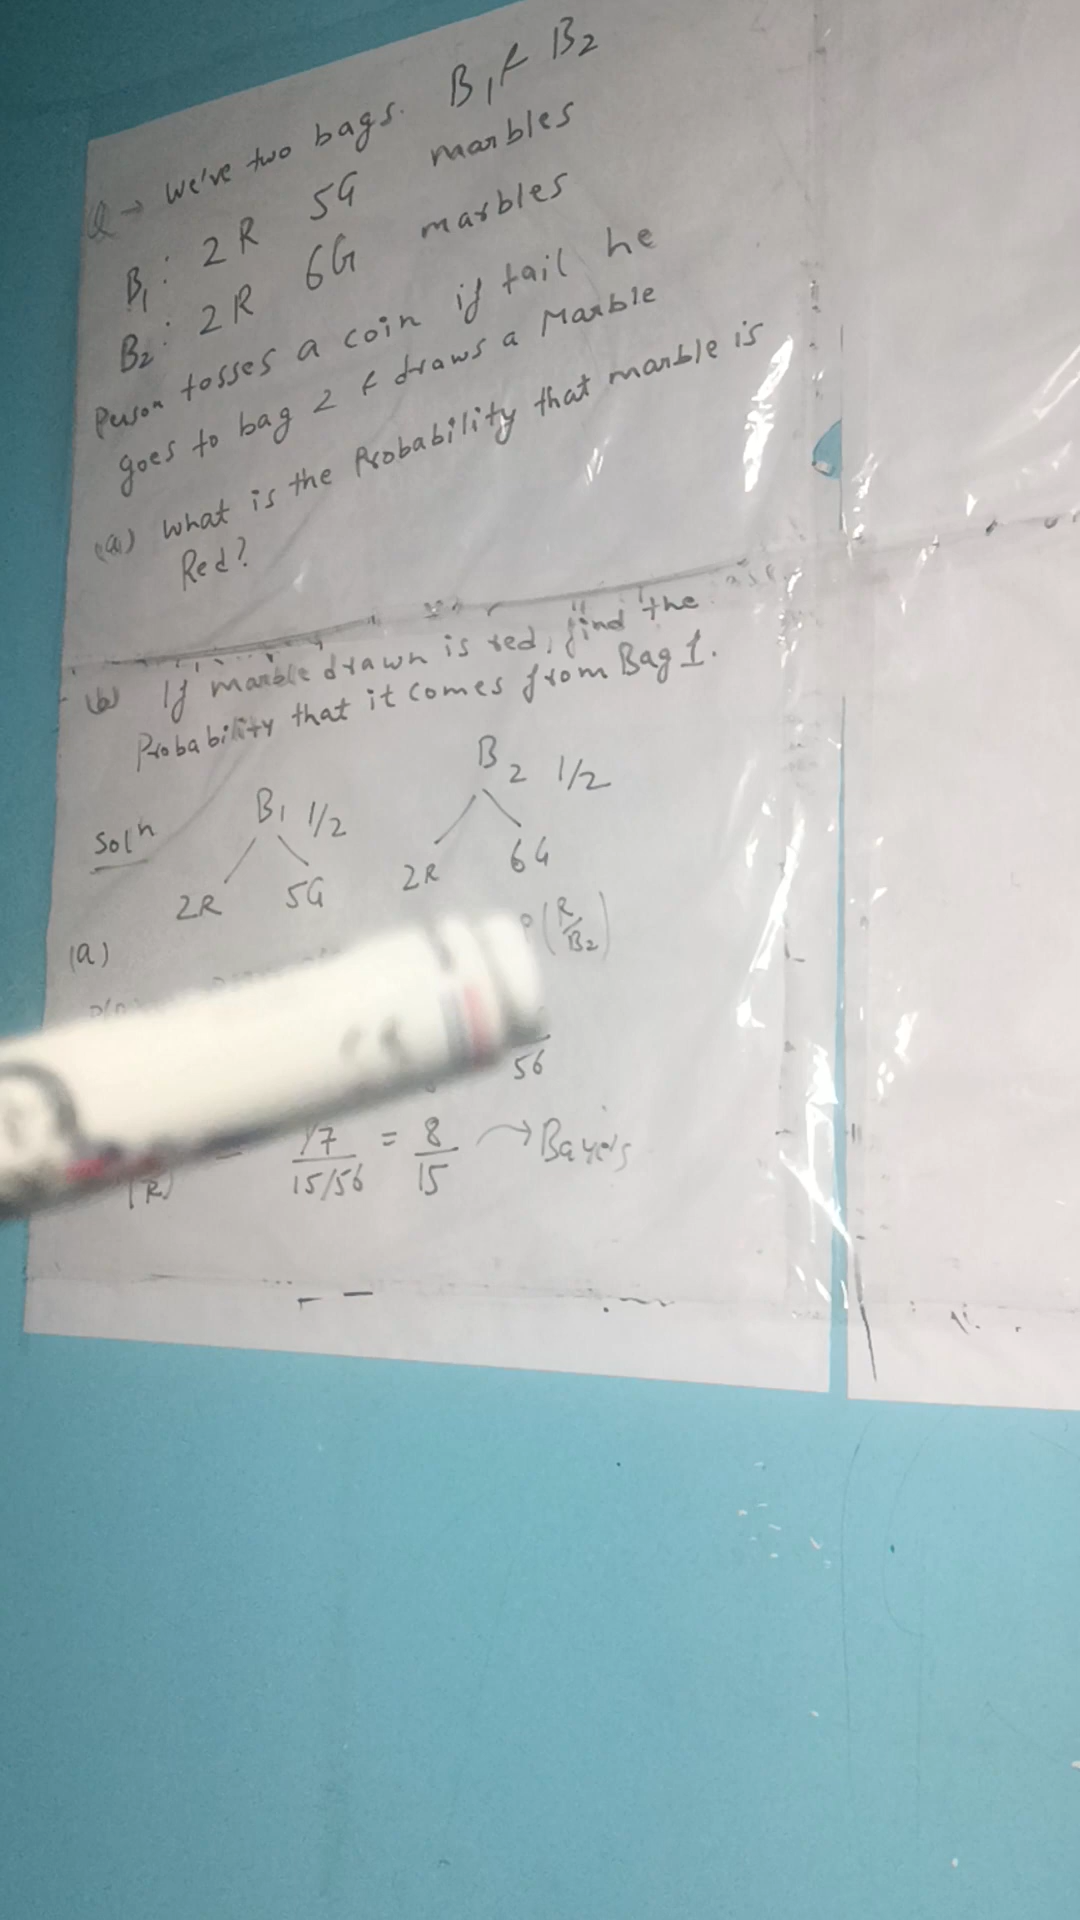 Q → We've two bags. B₁ & B₂
B₁: 2R 5G marbles
B₂: 2R 6G marbles
Person tosses a coin if tail he
goes to bag 2 & draws a Marble
(a) what is the Probability that marble is
Red?
(b) If marble drawn is red, find the
Probability that it comes from Bag 1.
Solⁿ B₁ 1/2 B₂ 1/2
2R 5G 2R 6G
(a) (R/B₂)
56
1/7 / 15/56 = 8/15 → Bayes